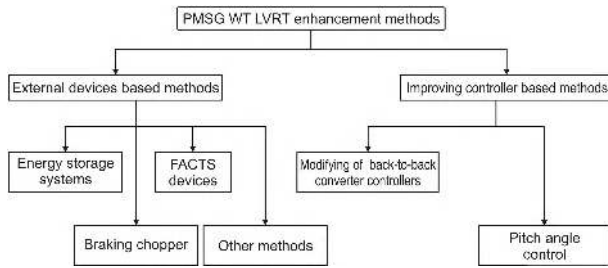 PMSG WT LVRT enhancement methods
External devices based methods
Improving controller based methods
Energy storage
systems
FACTS
devices
Modifying of back-to-back
converter controllers
Braking chopper
Other methods
Pitch angle
control